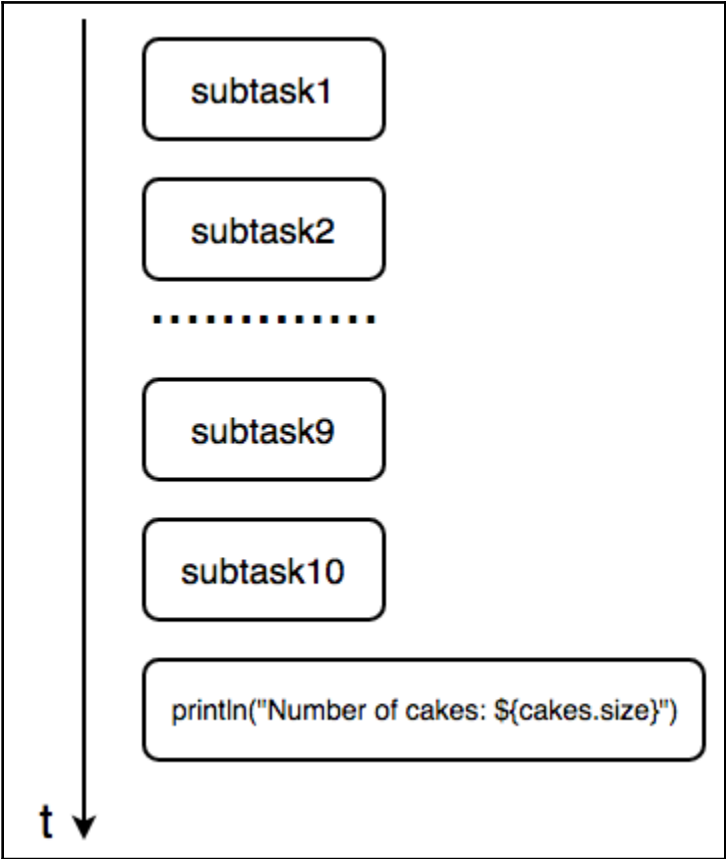 subtask1
subtask2
.............
subtask9
subtask10
println("Number of cakes: ${cakes.size}")
t